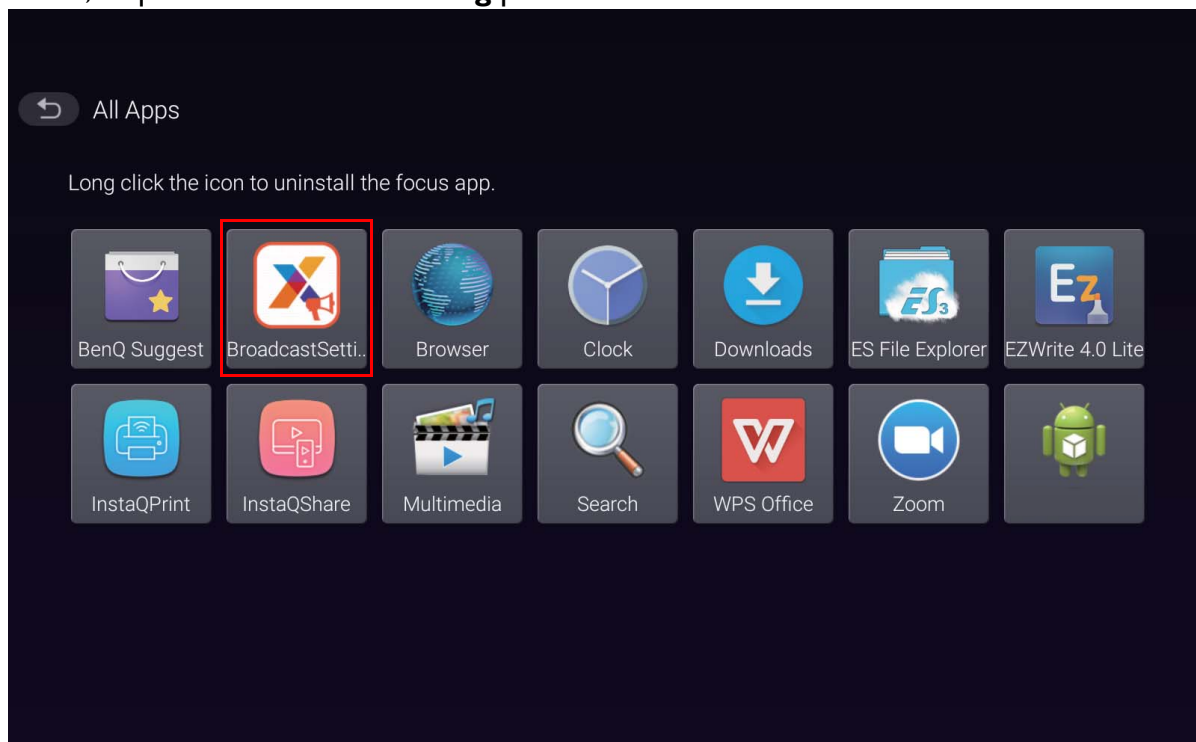 All Apps
Long click the icon to uninstall the focus app.
BenQ Suggest BroadcastSetti.. Browser Clock Downloads ES File Explorer EZWrite 4.0 Lite
InstaQPrint InstaQShare Multimedia Search WPS Office Zoom